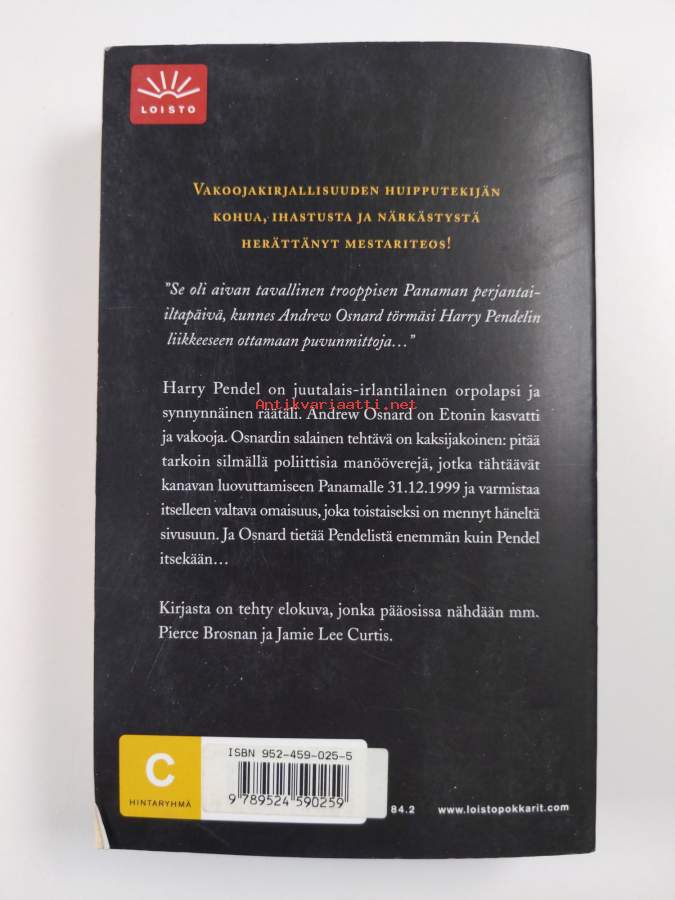 LOISTO
VAKOOJAKIRJALLISUUDEN HUIPPUTEKIJÄN
KOHUA, IHASTUSTA JA NÄRKÄSTYSTÄ
HERÄTTÄNYT MESTARITEOS!
"Se oli aivan tavallinen trooppisen Panaman perjantai-
iltapäivä, kunnes Andrew Osnard törmäsi Harry Pendelin
liikkeeseen ottamaan puvunmittoja…"
Harry Pendel on juutalais-irlantilainen orpolapsi ja
Antikvariaatti.net
synnynnäinen räätäli. Andrew Osnard on Etonin kasvatti
ja vakooja. Osnardin salainen tehtävä on kaksijakoinen: pitää
tarkoin silmällä poliittisia manöövereja, jotka tähtäävät
kanavan luovuttamiseen Panamalle 31.12.1999 ja varmistaa
itselleen valtava omaisuus, joka toistaiseksi on mennyt häneltä
sivusuun. Ja Osnard tietää Pendelistä enemmän kuin Pendel
itsekään…
Kirjasta on tehty elokuva, jonka pääosissa nähdään mm.
Pierce Brosnan ja Jamie Lee Curtis.
C
HINTARYHMÄ
ISBN 952-459-025-5
9 789524 590259
84.2
www.loistopokkarit.com